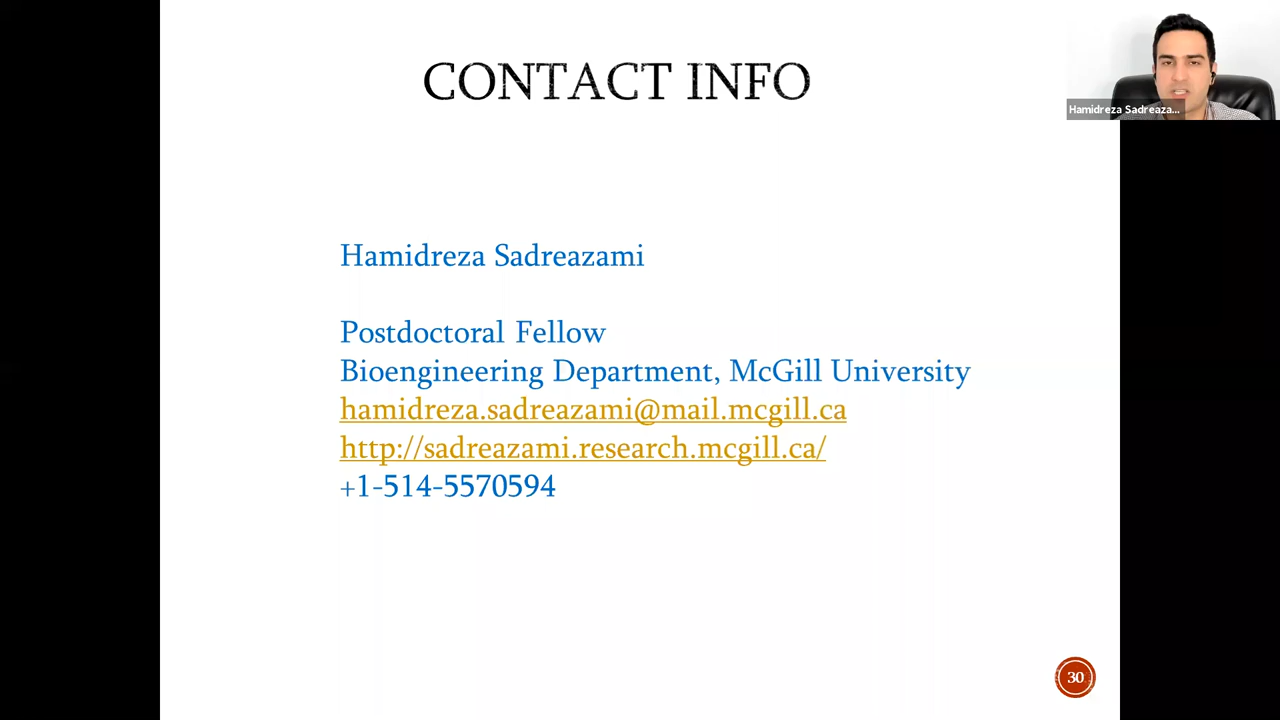 CONTACT INFO
Hamidreza Sadreaza...
Hamidreza Sadreazami
Postdoctoral Fellow
Bioengineering Department, McGill University
hamidreza.sadreazami@mail.mcgill.ca
http://sadreazami.research.mcgill.ca/
+1-514-5570594
30